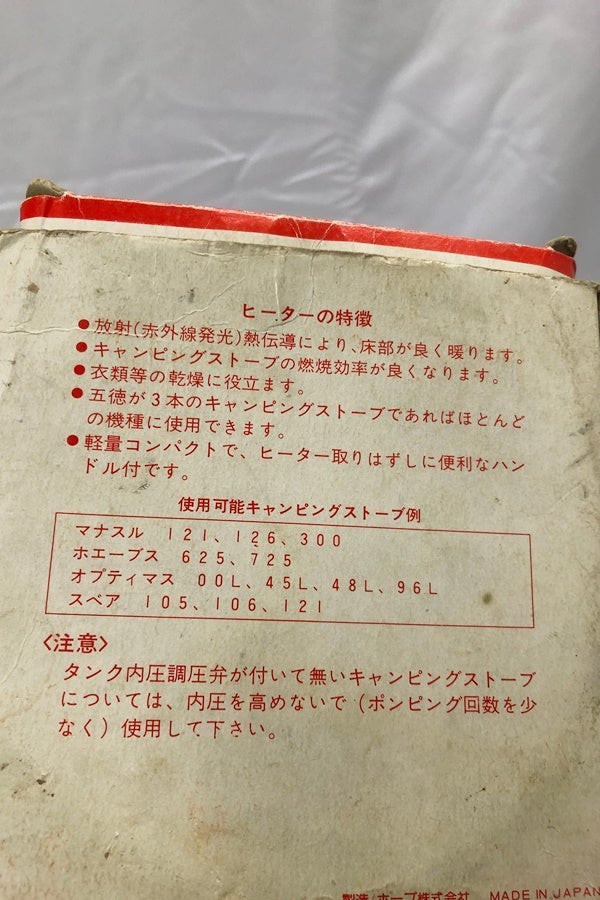 ヒーターの特徴
●放射(赤外線発光)熱伝導により、床部が良く暖ります。
●キャンピングストーブの燃焼効率が良くなります。
●衣類等の乾燥に役立ます。
●五徳が3本のキャンピングストーブであればほとんど
の機種に使用できます。
●軽量コンパクトで、ヒーター取りはずしに便利なハン
ドル付です。
使用可能キャンピングストーブ例
マナスル 121、126、300
ホエーブス 625、725
オプティマス 00L、45L、48L、96L
スベア 105、106、121
〈注意〉
タンク内圧調圧弁が付いて無いキャンピングストーブ
については、内圧を高めないで(ポンピング回数を少
なく)使用して下さい。
製造/ホープ株式会社 MADE IN JAPAN